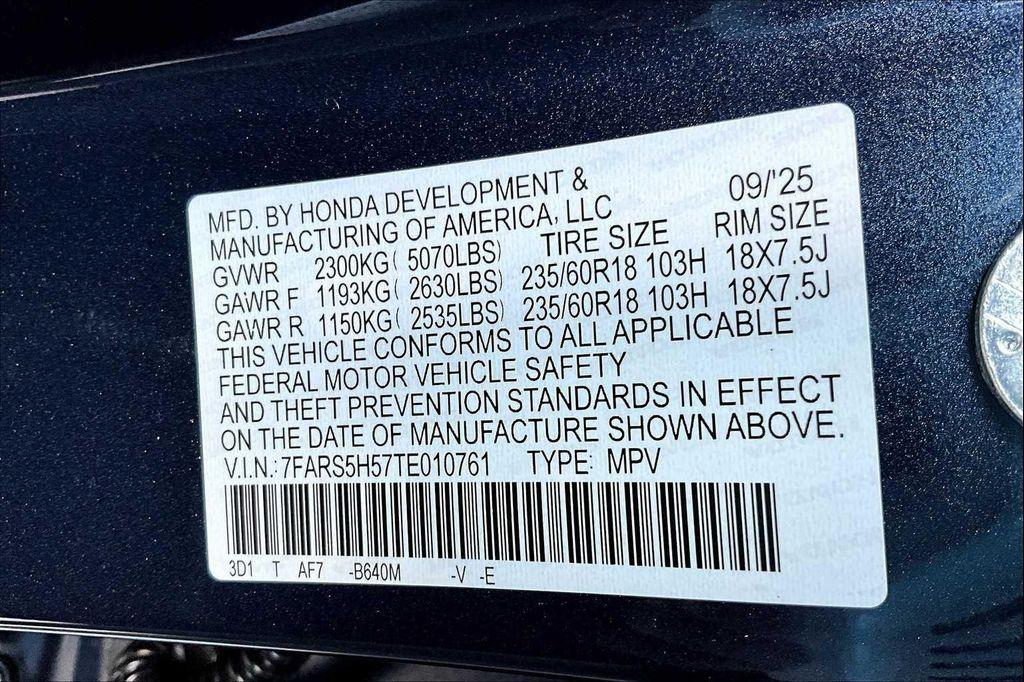 MFD. BY HONDA DEVELOPMENT & 09/'25
MANUFACTURING OF AMERICA, LLC
TIRE SIZE RIM SIZE
GVWR 2300KG( 5070LBS)
GAWR F 1193KG( 2630LBS) 235/60R18 103H 18X7.5J
GAWR R 1150KG( 2535LBS) 235/60R18 103H 18X7.5J
THIS VEHICLE CONFORMS TO ALL APPLICABLE
FEDERAL MOTOR VEHICLE SAFETY
AND THEFT PREVENTION STANDARDS IN EFFECT
ON THE DATE OF MANUFACTURE SHOWN ABOVE.
V.I.N.: 7FARS5H57TE010761 TYPE: MPV
3D1 T AF7 -B640M -V -E